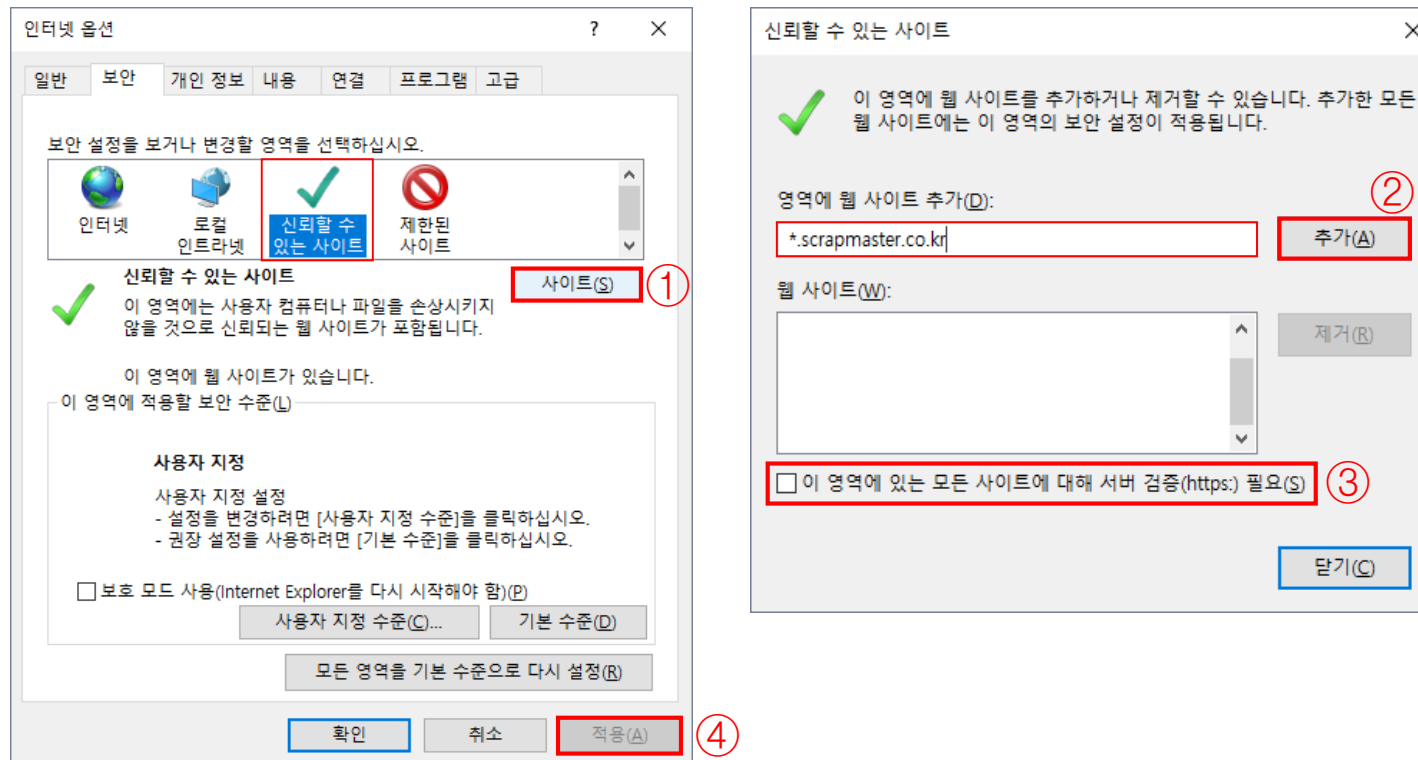 인터넷 옵션
?
일반 보안 개인 정보 내용 연결 프로그램 고급
보안 설정을 보거나 변경할 영역을 선택하십시오.
인터넷
로컬
인트라넷
신뢰할 수
있는 사이트
제한된
사이트
신뢰할 수 있는 사이트
사이트(S)
①
이 영역에는 사용자 컴퓨터나 파일을 손상시키지
않을 것으로 신뢰되는 웹 사이트가 포함됩니다.
이 영역에 웹 사이트가 있습니다.
이 영역에 적용할 보안 수준(L)
사용자 지정
사용자 지정 설정
- 설정을 변경하려면 [사용자 지정 수준]을 클릭하십시오.
- 권장 설정을 사용하려면 [기본 수준]을 클릭하십시오.
보호 모드 사용(Internet Explorer를 다시 시작해야 함)(P)
사용자 지정 수준(C)... 기본 수준(D)
모든 영역을 기본 수준으로 다시 설정(R)
확인 취소 적용(A)
④
신뢰할 수 있는 사이트
이 영역에 웹 사이트를 추가하거나 제거할 수 있습니다. 추가한 모든
웹 사이트에는 이 영역의 보안 설정이 적용됩니다.
영역에 웹 사이트 추가(D):
②
*.scrapmaster.co.kr
추가(A)
웹 사이트(W):
제거(R)
이 영역에 있는 모든 사이트에 대해 서버 검증(https:) 필요(S)
③
닫기(C)